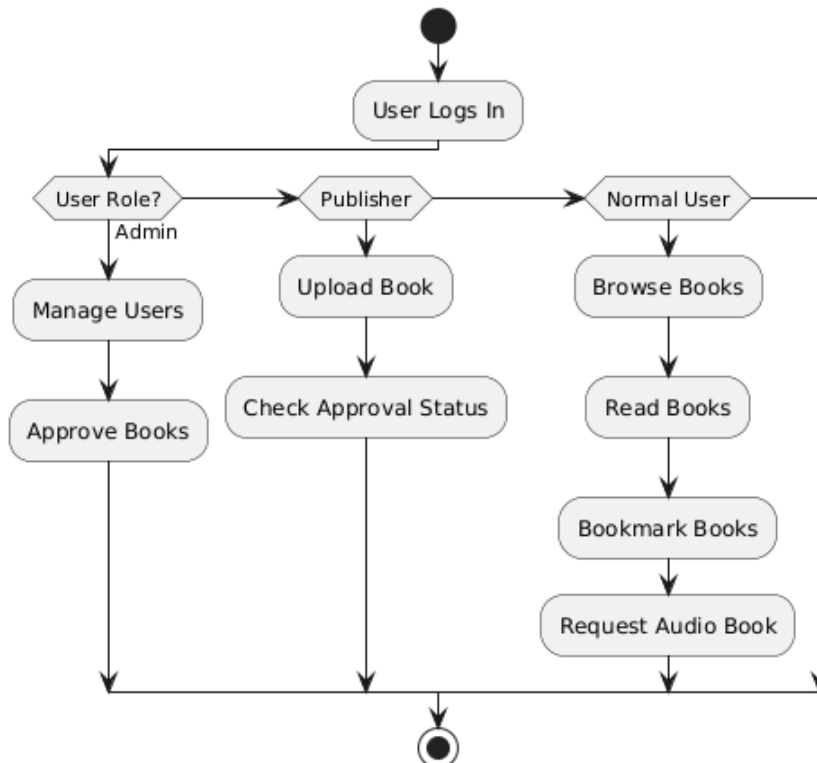 User Logs In
User Role?
Admin
Publisher
Normal User
Manage Users
Upload Book
Browse Books
Approve Books
Check Approval Status
Read Books
Bookmark Books
Request Audio Book